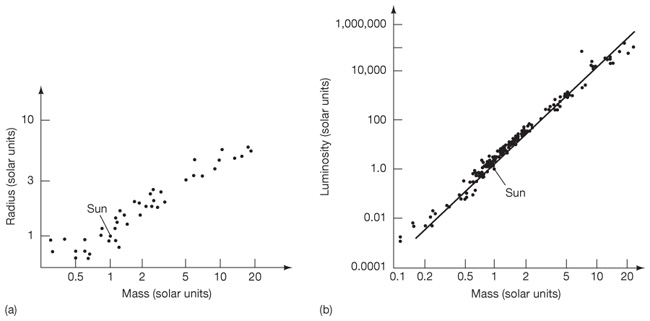 Radius (solar units)
10
3
1
Sun
0.5 1 2 5 10 20
Mass (solar units)
(a)
Luminosity (solar units)
1,000,000
10,000
100
1.0
0.01
0.0001
Sun
0.1 0.2 0.5 1 2 5 10 20
Mass (solar units)
(b)